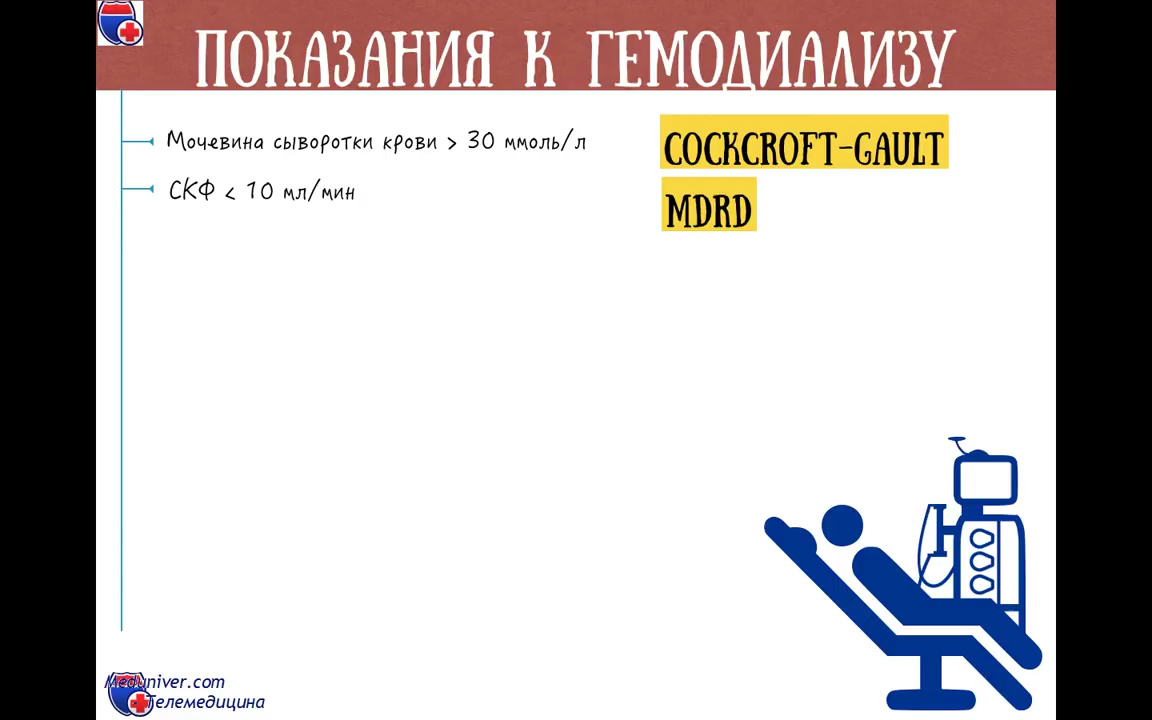 ПОКАЗАНИЯ К ГЕМОДИАЛИЗУ
Мочевина сыворотки крови > 30 ммоль/л
СКФ < 10 мл/мин
COCKCROFT-GAULT
MDRD
Meduniver.com
Телемедицина